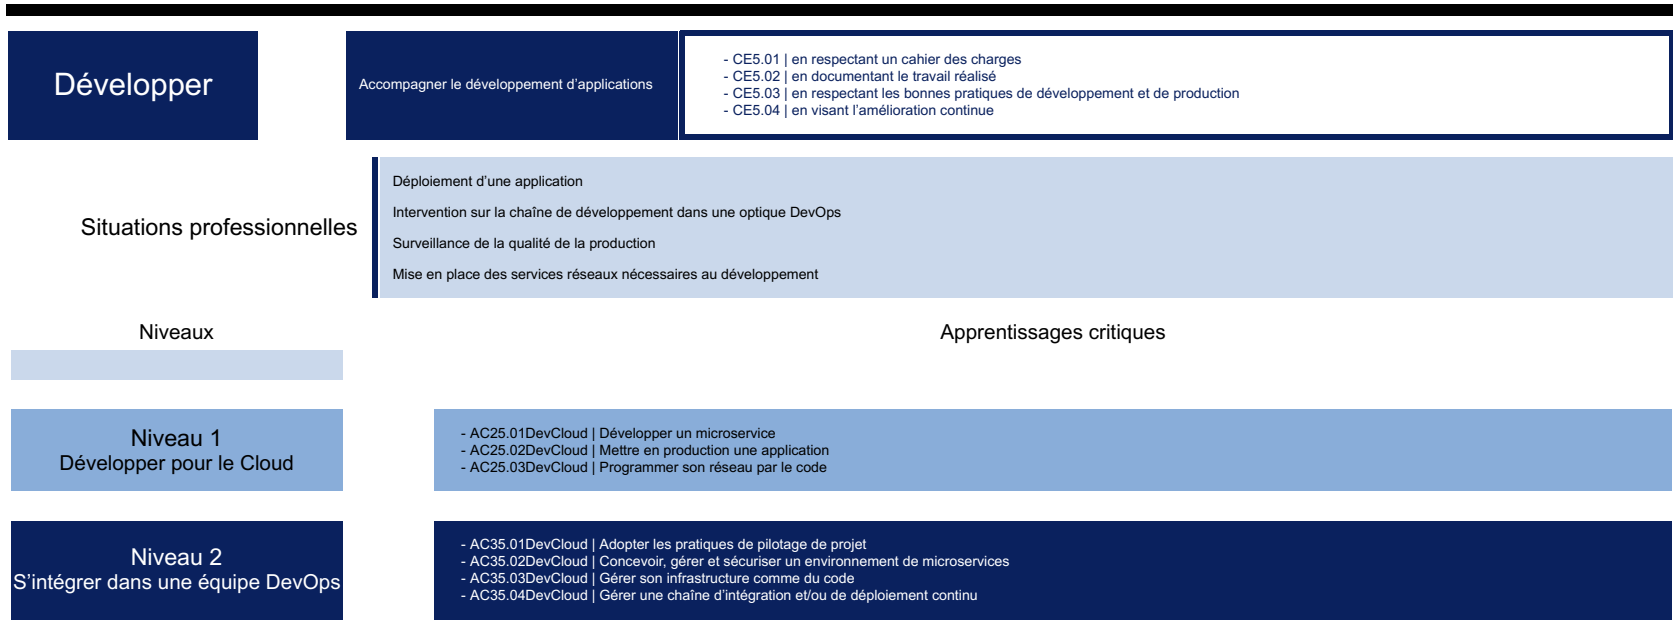 Développer
Accompagner le développement d’applications
- CE5.01 | en respectant un cahier des charges
- CE5.02 | en documentant le travail réalisé
- CE5.03 | en respectant les bonnes pratiques de développement et de production
- CE5.04 | en visant l’amélioration continue
Situations professionnelles
Déploiement d’une application
Intervention sur la chaîne de développement dans une optique DevOps
Surveillance de la qualité de la production
Mise en place des services réseaux nécessaires au développement
Niveaux
Apprentissages critiques
Niveau 1
Développer pour le Cloud
- AC25.01DevCloud | Développer un microservice
- AC25.02DevCloud | Mettre en production une application
- AC25.03DevCloud | Programmer son réseau par le code
Niveau 2
S’intégrer dans une équipe DevOps
- AC35.01DevCloud | Adopter les pratiques de pilotage de projet
- AC35.02DevCloud | Concevoir, gérer et sécuriser un environnement de microservices
- AC35.03DevCloud | Gérer son infrastructure comme du code
- AC35.04DevCloud | Gérer une chaîne d’intégration et/ou de déploiement continu